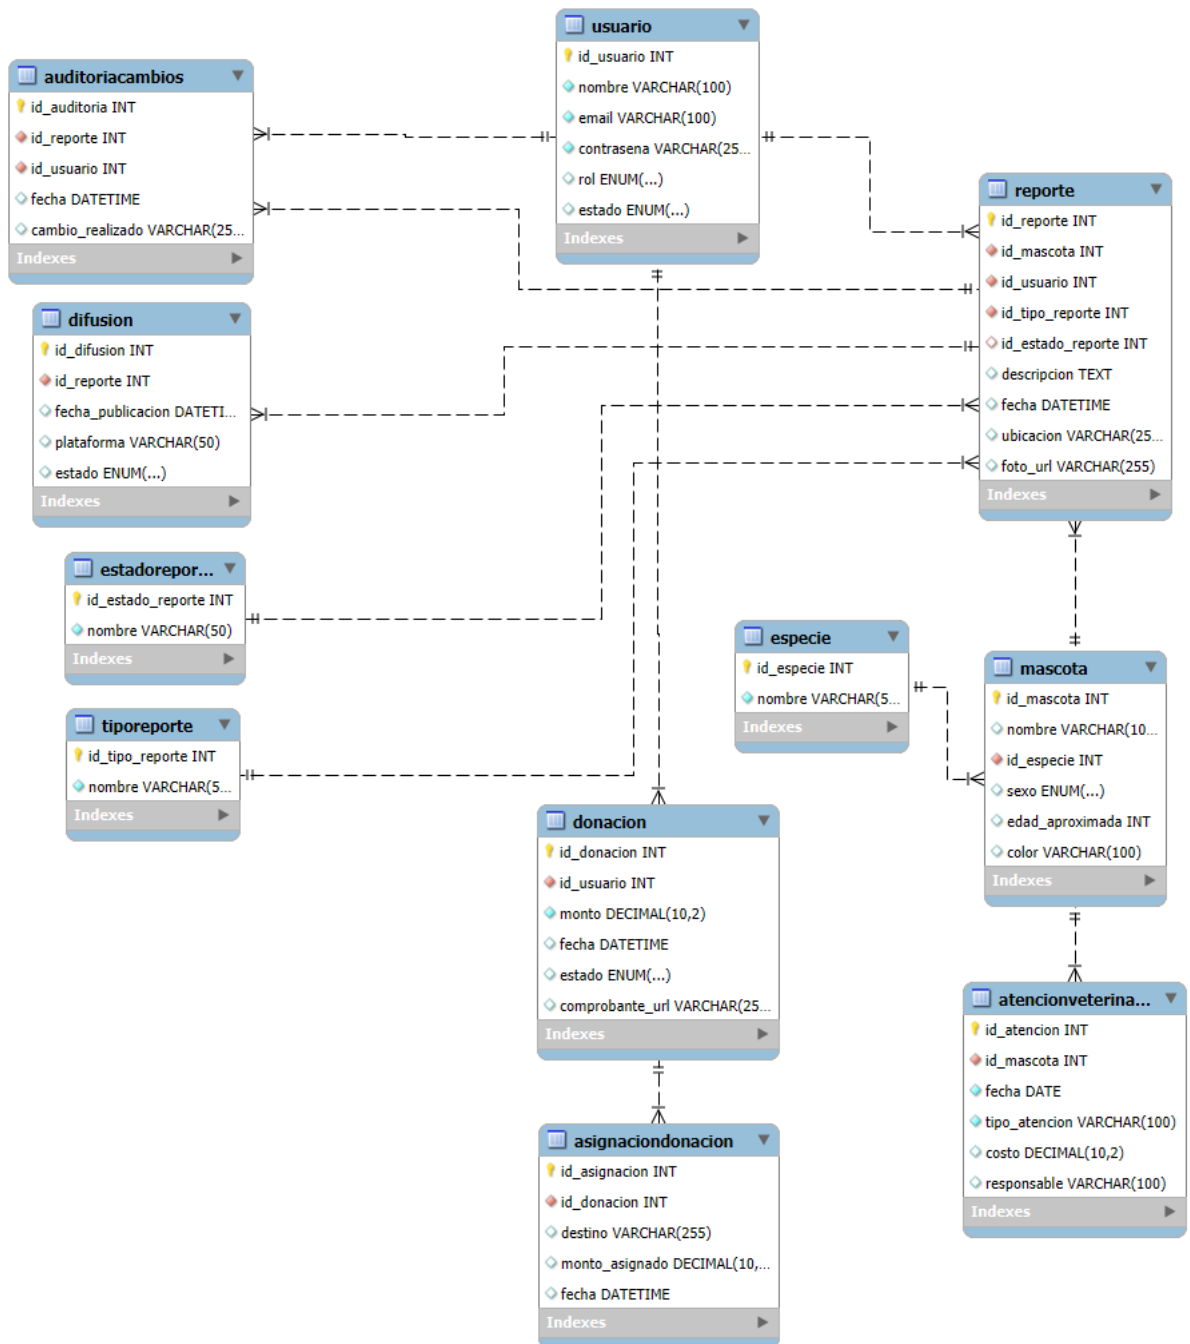 usuario
id_usuario INT
nombre VARCHAR(100)
email VARCHAR(100)
contrasena VARCHAR(25...
rol ENUM(...)
estado ENUM(...)
Indexes
auditoriacambios
id_auditoria INT
id_reporte INT
id_usuario INT
fecha DATETIME
cambio_realizado VARCHAR(25...
Indexes
reporte
id_reporte INT
id_mascota INT
id_usuario INT
id_tipo_reporte INT
id_estado_reporte INT
descripcion TEXT
fecha DATETIME
ubicacion VARCHAR(25...
foto_url VARCHAR(255)
Indexes
difusion
id_difusion INT
id_reporte INT
fecha_publicacion DATETI...
plataforma VARCHAR(50)
estado ENUM(...)
Indexes
estadorepor...
id_estado_reporte INT
nombre VARCHAR(50)
Indexes
especie
id_especie INT
nombre VARCHAR(5...
Indexes
mascota
id_mascota INT
nombre VARCHAR(10...
id_especie INT
sexo ENUM(...)
edad_aproximada INT
color VARCHAR(100)
Indexes
tiporeporte
id_tipo_reporte INT
nombre VARCHAR(5...
Indexes
donacion
id_donacion INT
id_usuario INT
monto DECIMAL(10,2)
fecha DATETIME
estado ENUM(...)
comprobante_url VARCHAR(25...
Indexes
atencionveterina...
id_atencion INT
id_mascota INT
fecha DATE
tipo_atencion VARCHAR(100)
costo DECIMAL(10,2)
responsable VARCHAR(100)
Indexes
asignaciondonacion
id_asignacion INT
id_donacion INT
destino VARCHAR(255)
monto_asignado DECIMAL(10,...
fecha DATETIME
Indexes